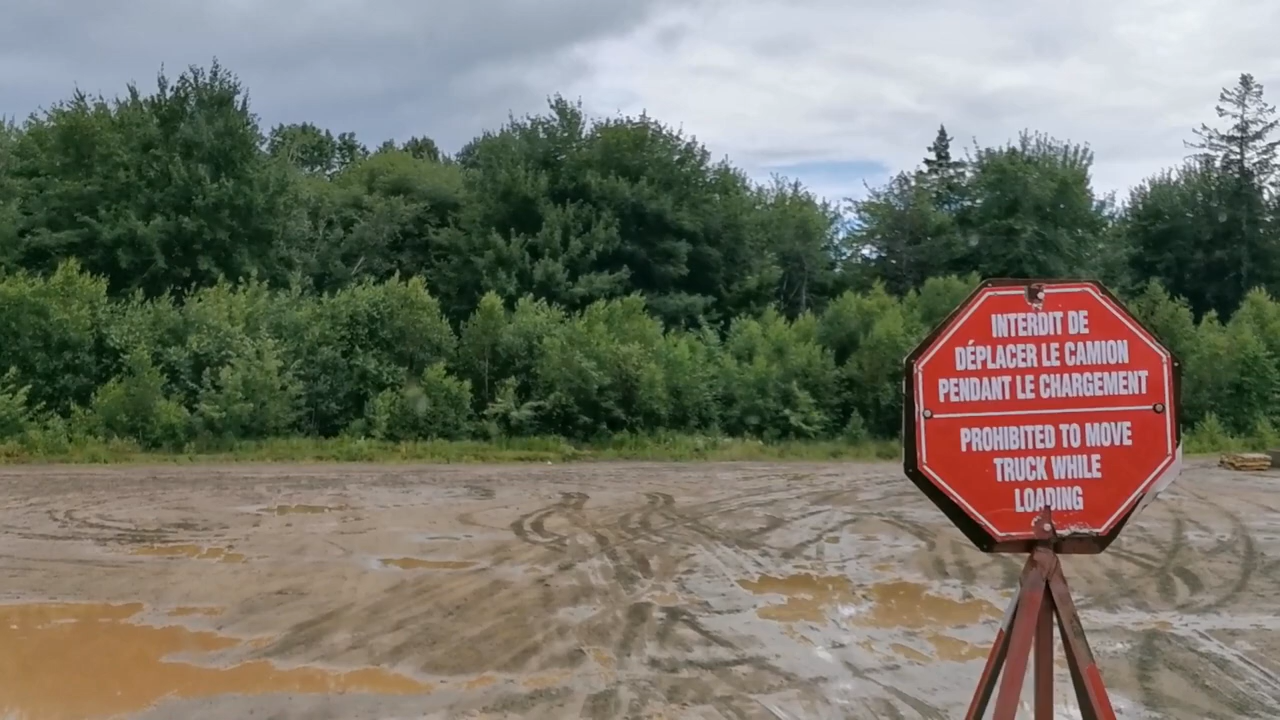 INTERDIT DE
DÉPLACER LE CAMION
PENDANT LE CHARGEMENT
PROHIBITED TO MOVE
TRUCK WHILE
LOADING